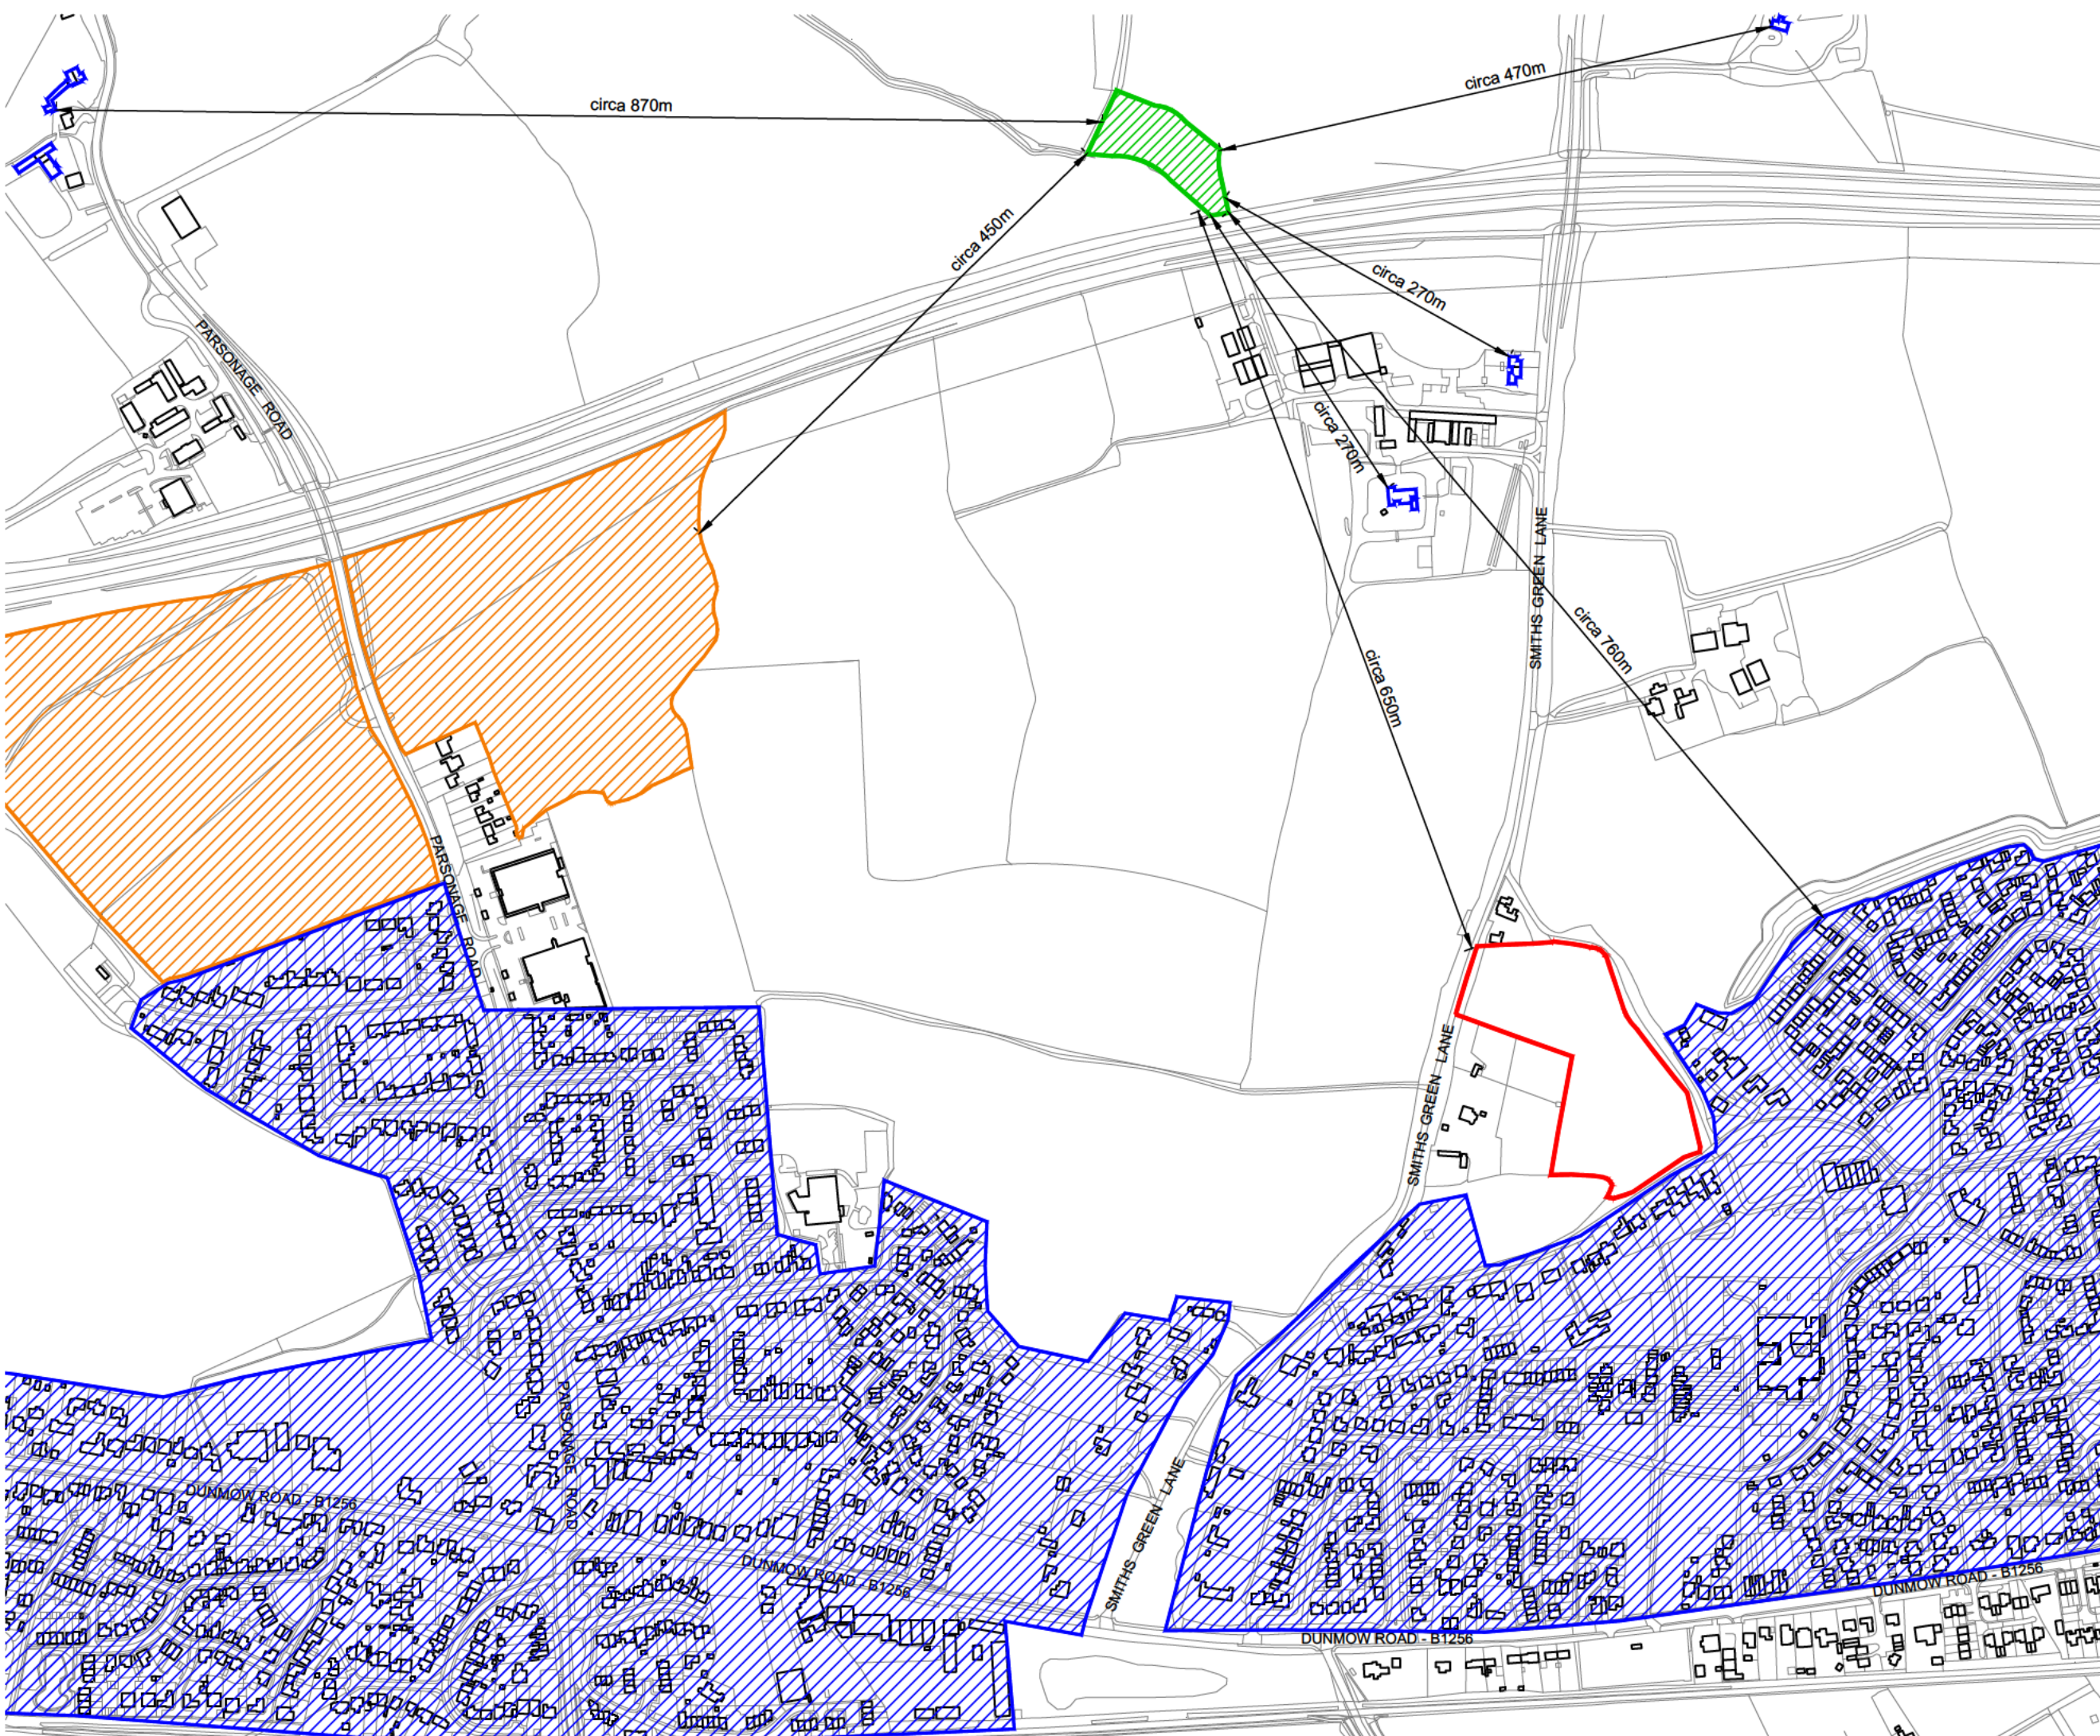 circa 470m
circa 870m
circa 450m
circa 270m
PARSONAGE ROAD
circa 270m
SMITHS GREEN LANE
circa 760m
circa 650m
PARSONAGE ROAD
SMITHS GREEN LANE
PARSONAGE ROAD
DUNMOW ROAD - B1256
SMITHS GREEN LANE
DUNMOW ROAD - B1256
DUNMOW ROAD - B1256
DUNMOW ROAD - B1256